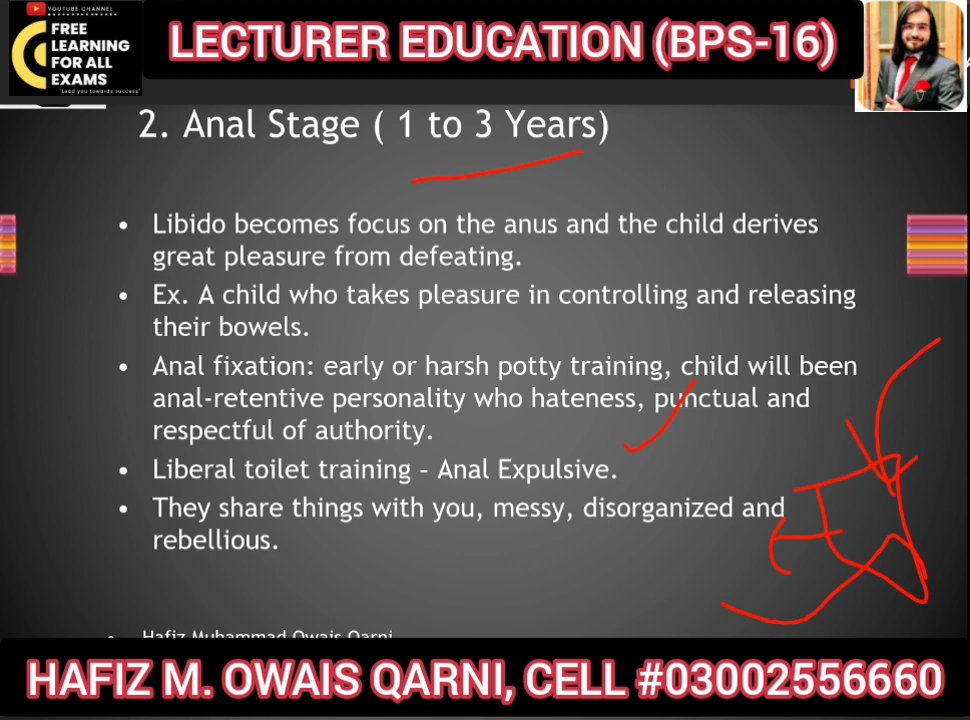 YOUTUBE CHANNEL
FREE
LEARNING
FOR ALL
EXAMS
"Lead you towards success"
LECTURER EDUCATION (BPS-16)
2. Anal Stage ( 1 to 3 Years)
• Libido becomes focus on the anus and the child derives
great pleasure from defeating.
• Ex. A child who takes pleasure in controlling and releasing
their bowels.
• Anal fixation: early or harsh potty training, child will been
anal-retentive personality who hateness, punctual and
respectful of authority.
• Liberal toilet training – Anal Expulsive.
• They share things with you, messy, disorganized and
rebellious.
• Hafiz Muhammad Owais Qarni
HAFIZ M. OWAIS QARNI, CELL #03002556660